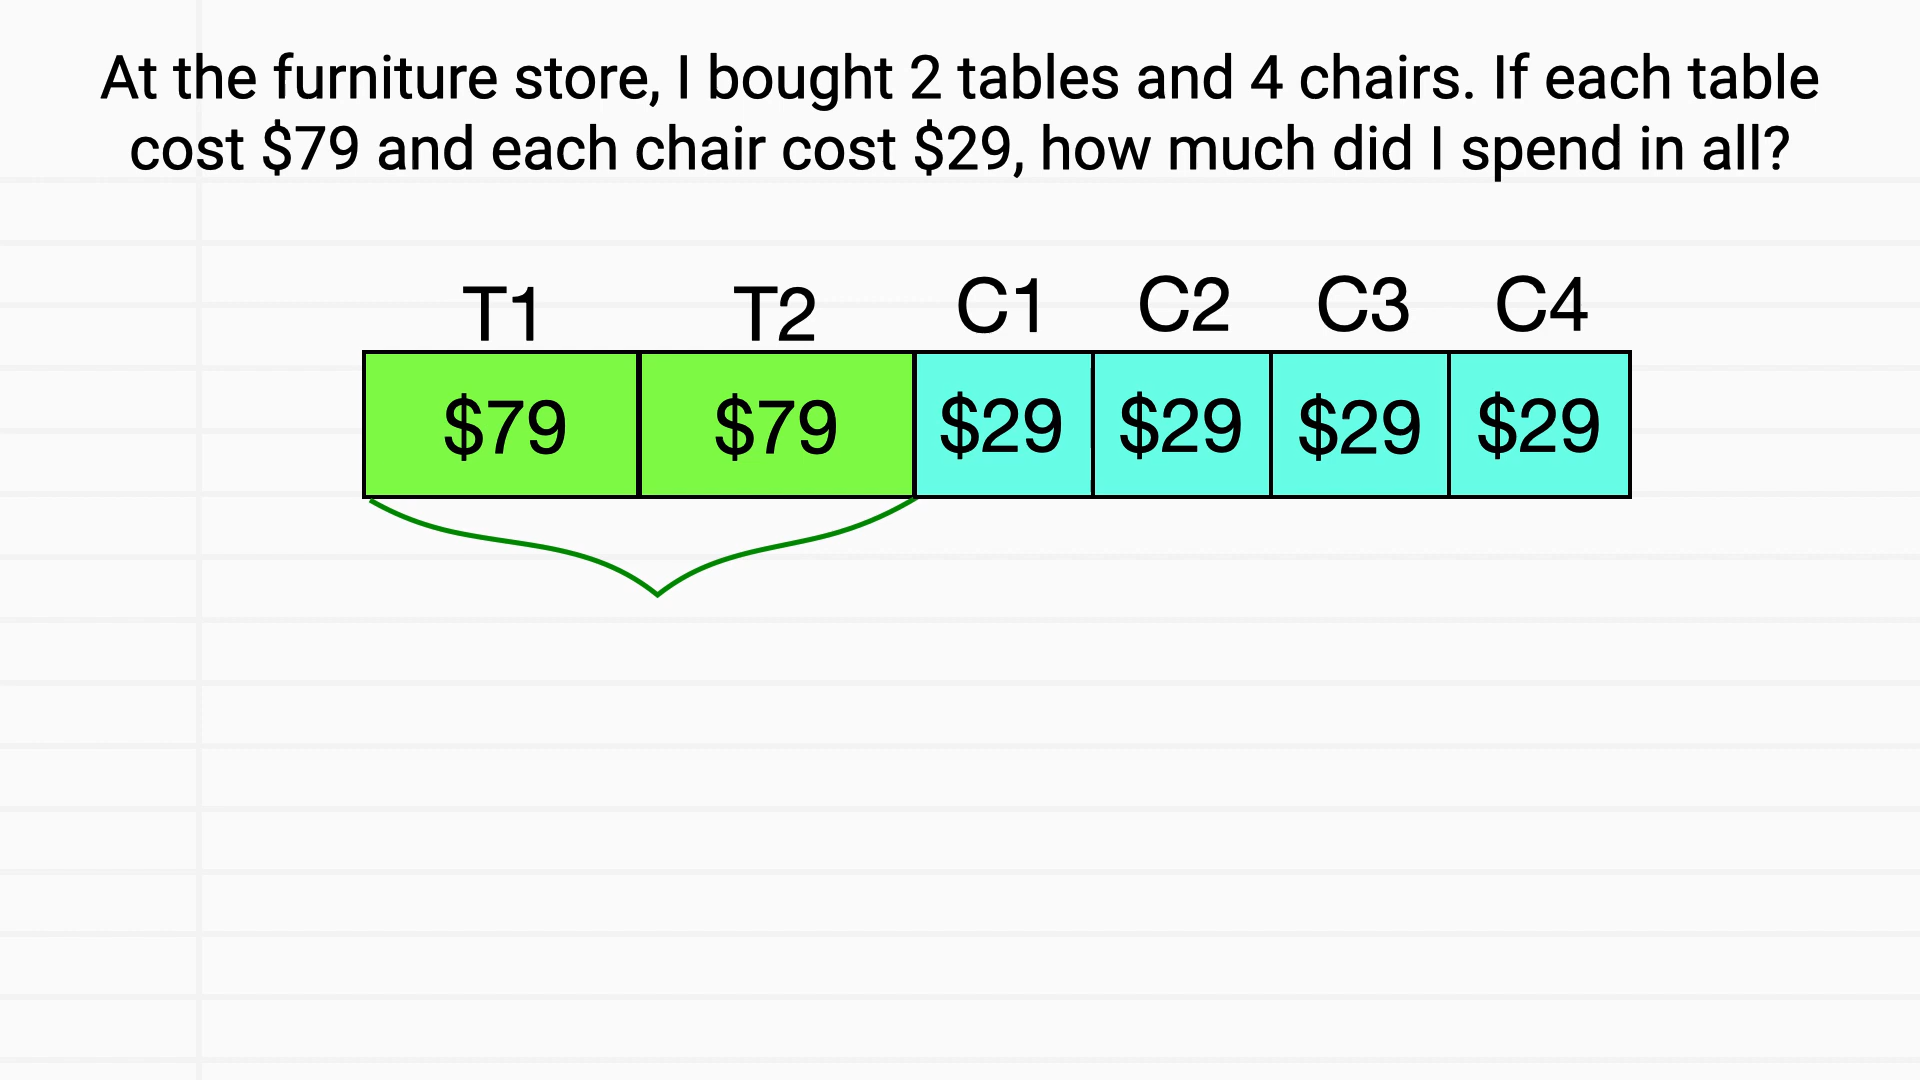 At the furniture store, I bought 2 tables and 4 chairs. If each table
cost $79 and each chair cost $29, how much did I spend in all?
T1 T2 C1 C2 C3 C4
$79 $79 $29 $29 $29 $29